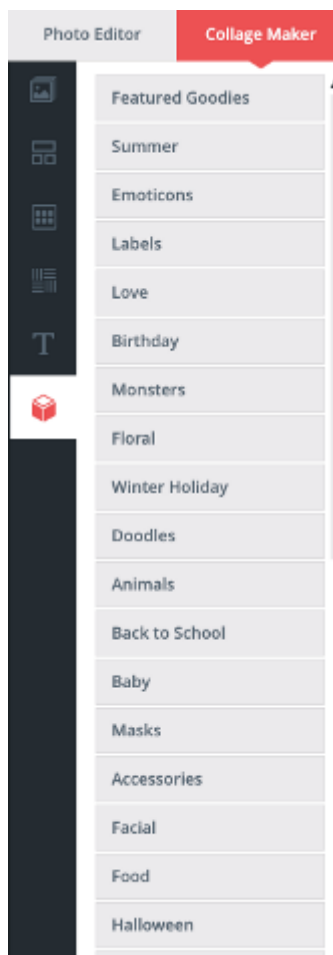 Photo Editor
Collage Maker
Featured Goodies
Summer
Emoticons
Labels
Love
T
Birthday
Monsters
Floral
Winter Holiday
Doodles
Animals
Back to School
Baby
Masks
Accessories
Facial
Food
Halloween